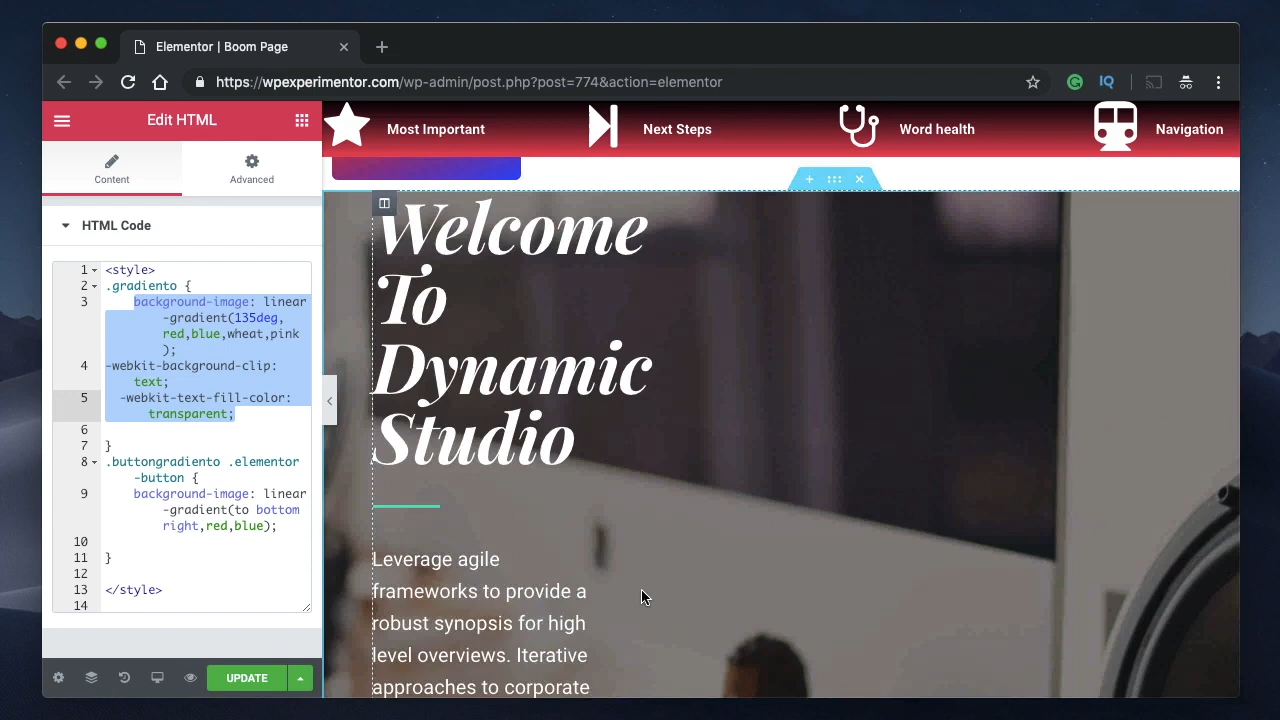 Elementor | Boom Page
https://wpexperimentor.com/wp-admin/post.php?post=774&action=elementor
IQ
Edit HTML
Content
Advanced
HTML Code
1 <style>
2 .gradiento {
3 background-image: linear
-gradient(135deg,
red,blue,wheat,pink
);
4 -webkit-background-clip:
text;
5 -webkit-text-fill-color:
transparent;
6
7 }
8 .buttongradiento .elementor
-button {
9 background-image: linear
-gradient(to bottom
right,red,blue);
10
11 }
12
13 </style>
14
UPDATE
Most Important
Next Steps
Word health
Navigation
Welcome
To
Dynamic
Studio
Leverage agile
frameworks to provide a
robust synopsis for high
level overviews. Iterative
approaches to corporate